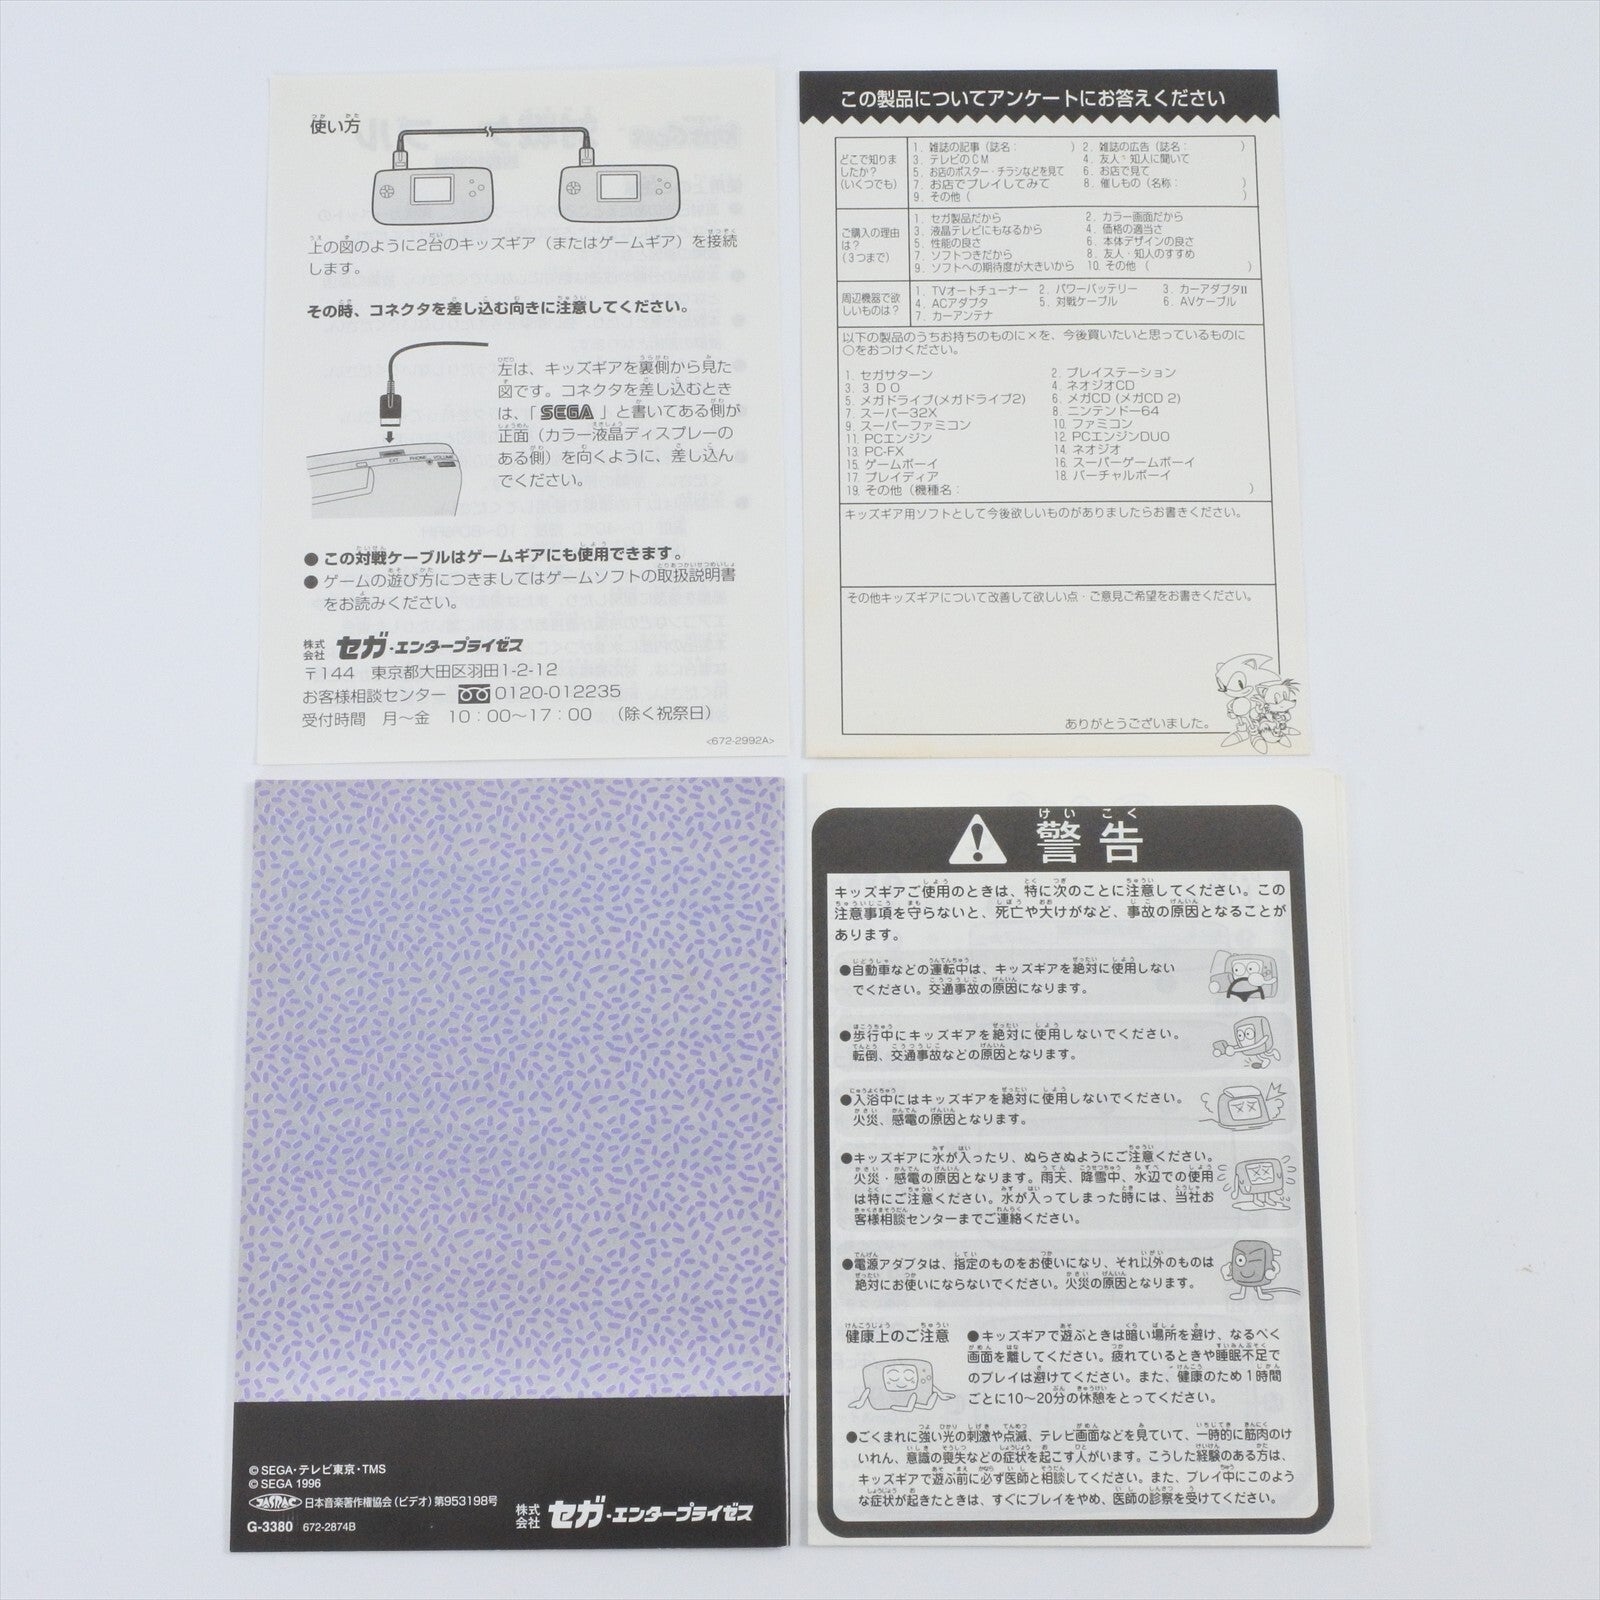 使い方
上の図のように2台のキッズギア（またはゲームギア）を接続
します。
その時、コネクタを差し込む向きに注意してください。
左は、キッズギアを裏側から見た
図です。コネクタを差し込むとき
は、「SEGA」と書いてある側が
正面（カラー液晶ディスプレーの
ある側）を向くように、差し込ん
でください。
EXT PHONE VOLUME
●この対戦ケーブルはゲームギアにも使用できます。
●ゲームの遊び方につきましてはゲームソフトの取扱説明書
をお読みください。
株式会社 セガ・エンタープライゼス
〒144 東京都大田区羽田1-2-12
お客様相談センター 0120-012235
受付時間 月～金 10：00～17：00 （除く祝祭日）
<672-2992A>
この製品についてアンケートにお答えください
どこで知りま
したか？
（いくつでも）
1. 雑誌の記事（誌名： ） 2. 雑誌の広告（誌名： ）
3. テレビのCM 4. 友人・知人に聞いて
5. お店のポスター・チラシなどを見て 6. お店で見て
7. お店でプレイしてみて 8. 催しもの（名称： ）
9. その他（ ）
ご購入の理由
は？
（3つまで）
1. セガ製品だから 2. カラー画面だから
3. 液晶テレビにもなるから 4. 価格の適当さ
5. 性能の良さ 6. 本体デザインの良さ
7. ソフトつきだから 8. 友人・知人のすすめ
9. ソフトへの期待度が大きいから 10. その他（ ）
周辺機器で欲
しいものは？
1. TVオートチューナー 2. パワーバッテリー 3. カーアダプタII
4. ACアダプタ 5. 対戦ケーブル 6. AVケーブル
7. カーアンテナ
以下の製品のうちお持ちのものに×を、今後買いたいと思っているものに
○をおつけください。
1. セガサターン 2. プレイステーション
3. 3DO 4. ネオジオCD
5. メガドライブ(メガドライブ2) 6. メガCD (メガCD 2)
7. スーパー32X 8. ニンテンドー64
9. スーパーファミコン 10. ファミコン
11. PCエンジン 12. PCエンジンDUO
13. PC-FX 14. ネオジオ
15. ゲームボーイ 16. スーパーゲームボーイ
17. プレイディア 18. バーチャルボーイ
19. その他（機種名： ）
キッズギア用ソフトとして今後欲しいものがありましたらお書きください。
その他キッズギアについて改善して欲しい点・ご意見ご希望をお書きください。
ありがとうございました。
© SEGA・テレビ東京・TMS
© SEGA 1996
JASRAC 日本音楽著作権協会（ビデオ）第953198号
G-3380 672-2874B
株式会社 セガ・エンタープライゼス
けいこく
警告
キッズギアご使用のときは、特に次のことに注意してください。この
注意事項を守らないと、死亡や大けがなど、事故の原因となることが
あります。
●自動車などの運転中は、キッズギアを絶対に使用しない
でください。交通事故の原因になります。
●歩行中にキッズギアを絶対に使用しないでください。
転倒、交通事故などの原因となります。
●入浴中にはキッズギアを絶対に使用しないでください。
火災、感電の原因となります。
●キッズギアに水が入ったり、ぬらさぬようにご注意ください。
火災・感電の原因となります。雨天、降雪中、水辺での使用
は特にご注意ください。水が入ってしまった時には、当社お
客様相談センターまでご連絡ください。
●電源アダプタは、指定のものをお使いになり、それ以外のものは
絶対にお使いにならないでください。火災の原因となります。
健康上のご注意
●キッズギアで遊ぶときは暗い場所を避け、なるべく
画面を離してください。疲れているときや睡眠不足で
のプレイは避けてください。また、健康のため1時間
ごとに10～20分の休憩をとってください。
●ごくまれに強い光の刺激や点滅、テレビ画面などを見ていて、一時的に筋肉のけ
いれん、意識の喪失などの症状を起こす人がいます。こうした経験のある方は、
キッズギアで遊ぶ前に必ず医師と相談してください。また、プレイ中にこのよう
な症状が起きたときは、すぐにプレイをやめ、医師の診察を受けてください。